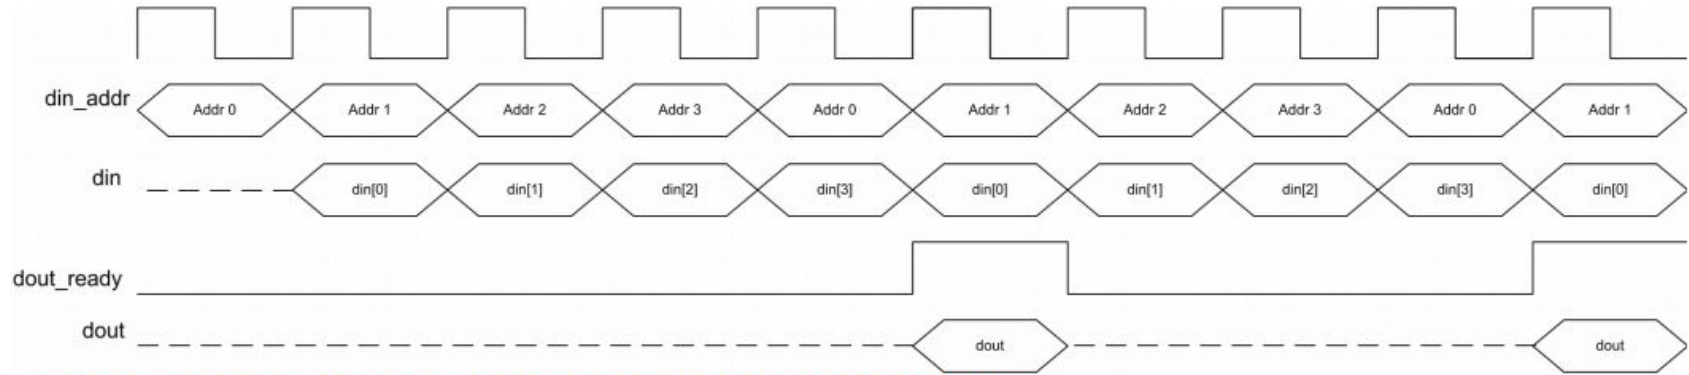 din_addr Addr 0 Addr 1 Addr 2 Addr 3 Addr 0 Addr 1 Addr 2 Addr 3 Addr 0 Addr 1
din din[0] din[1] din[2] din[3] din[0] din[1] din[2] din[3] din[0]
dout_ready
dout dout dout